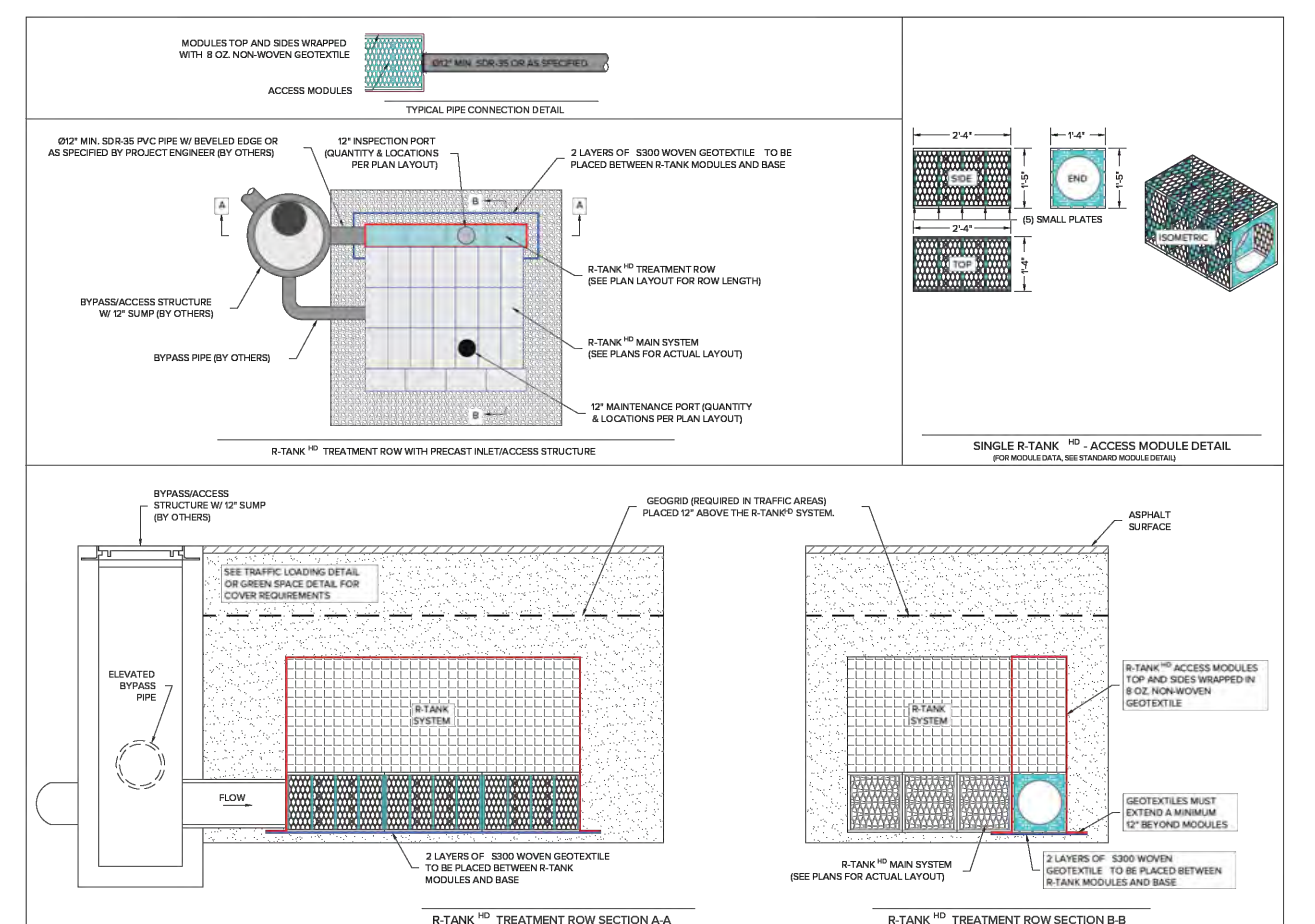 MODULES TOP AND SIDES WRAPPED
WITH 8 OZ. NON-WOVEN GEOTEXTILE
Ø12" MIN. SDR-35 OR AS SPECIFIED
ACCESS MODULES
TYPICAL PIPE CONNECTION DETAIL
Ø12" MIN. SDR-35 PVC PIPE W/ BEVELED EDGE OR
AS SPECIFIED BY PROJECT ENGINEER (BY OTHERS)
12" INSPECTION PORT
(QUANTITY & LOCATIONS
PER PLAN LAYOUT)
2 LAYERS OF S300 WOVEN GEOTEXTILE TO BE
PLACED BETWEEN R-TANK MODULES AND BASE
A
B
A
R-TANK HD TREATMENT ROW
(SEE PLAN LAYOUT FOR ROW LENGTH)
BYPASS/ACCESS STRUCTURE
W/ 12" SUMP (BY OTHERS)
BYPASS PIPE (BY OTHERS)
R-TANK HD MAIN SYSTEM
(SEE PLANS FOR ACTUAL LAYOUT)
12" MAINTENANCE PORT (QUANTITY
& LOCATIONS PER PLAN LAYOUT)
B
R-TANK HD TREATMENT ROW WITH PRECAST INLET/ACCESS STRUCTURE
2'-4"
1'-4"
SIDE
1'-5"
END
1'-5"
(5) SMALL PLATES
2'-4"
TOP
1'-4"
ISOMETRIC
SINGLE R-TANK HD - ACCESS MODULE DETAIL
(FOR MODULE DATA, SEE STANDARD MODULE DETAIL)
BYPASS/ACCESS
STRUCTURE W/ 12" SUMP
(BY OTHERS)
GEOGRID (REQUIRED IN TRAFFIC AREAS)
PLACED 12" ABOVE THE R-TANKHD SYSTEM.
ASPHALT
SURFACE
SEE TRAFFIC LOADING DETAIL
OR GREEN SPACE DETAIL FOR
COVER REQUIREMENTS
ELEVATED
BYPASS
PIPE
R-TANK
SYSTEM
FLOW
2 LAYERS OF S300 WOVEN GEOTEXTILE
TO BE PLACED BETWEEN R-TANK
MODULES AND BASE
R-TANK HD TREATMENT ROW SECTION A-A
R-TANK
SYSTEM
R-TANK HD ACCESS MODULES
TOP AND SIDES WRAPPED IN
8 OZ. NON-WOVEN
GEOTEXTILE
GEOTEXTILES MUST
EXTEND A MINIMUM
12" BEYOND MODULES
R-TANK HD MAIN SYSTEM
(SEE PLANS FOR ACTUAL LAYOUT)
2 LAYERS OF S300 WOVEN
GEOTEXTILE TO BE PLACED BETWEEN
R-TANK MODULES AND BASE
R-TANK HD TREATMENT ROW SECTION B-B